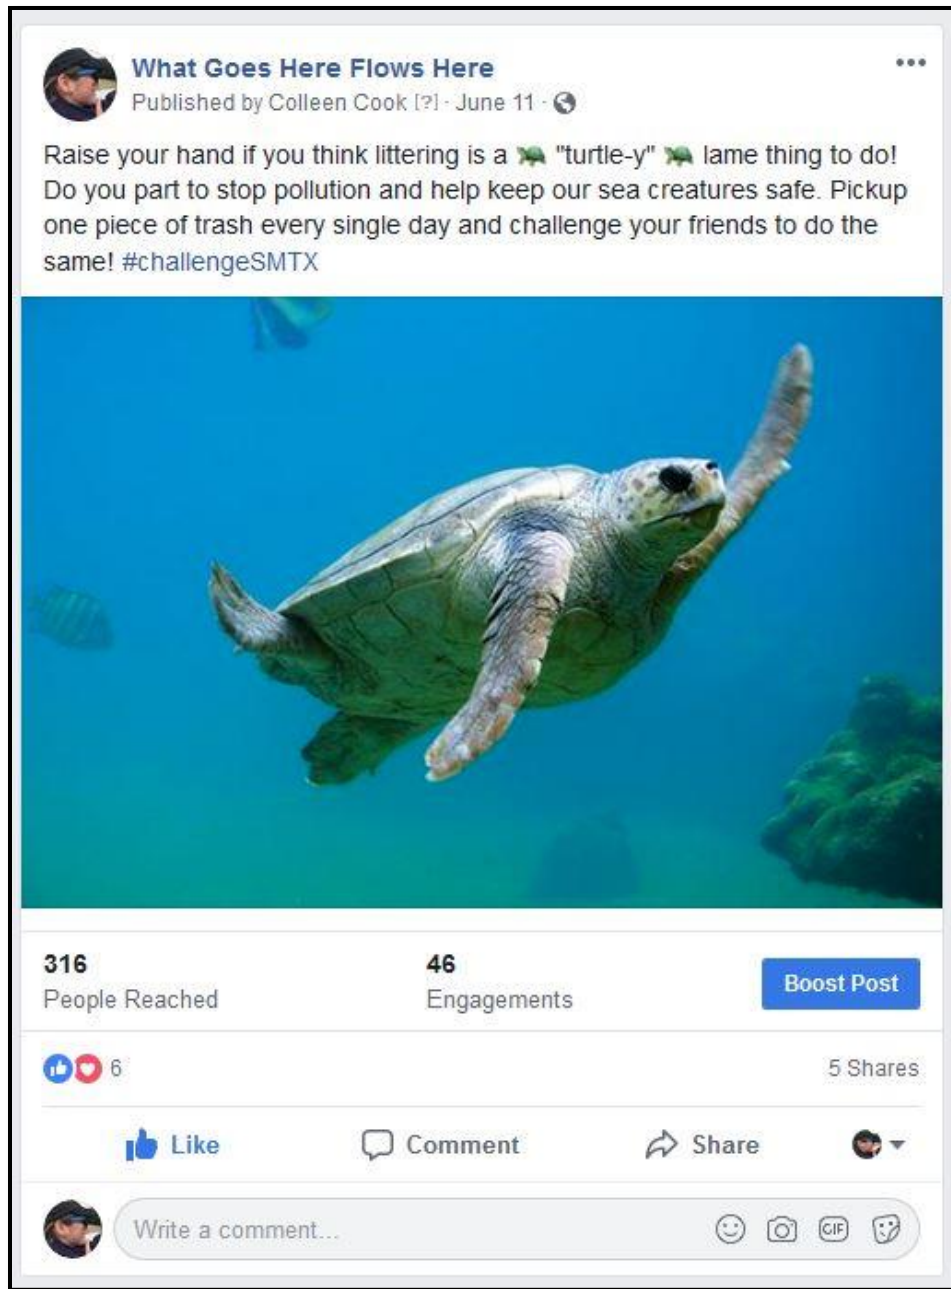 What Goes Here Flows Here
Published by Colleen Cook [?] · June 11 ·
Raise your hand if you think littering is a 🐢 "turtle-y" 🐢 lame thing to do!
Do you part to stop pollution and help keep our sea creatures safe. Pickup
one piece of trash every single day and challenge your friends to do the
same! #challengeSMTX
316
People Reached
46
Engagements
Boost Post
6
5 Shares
Like
Comment
Share
Write a comment...
GIF